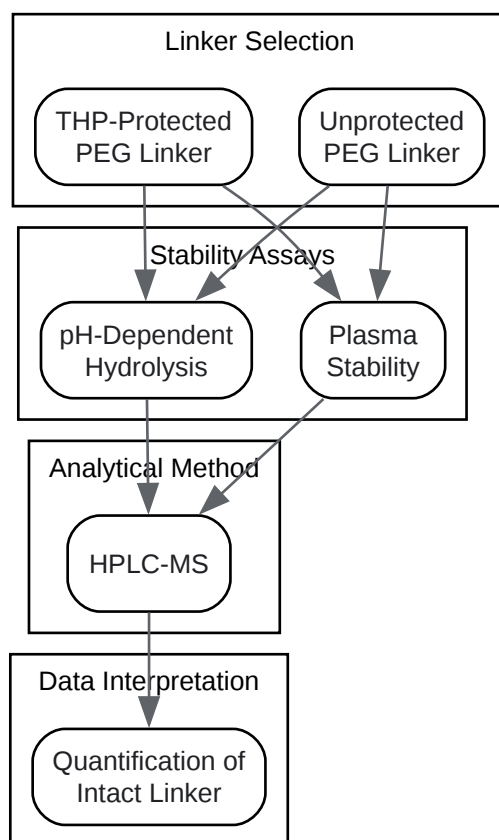 Linker Selection
THP-Protected
PEG Linker
Unprotected
PEG Linker
Stability Assays
pH-Dependent
Hydrolysis
Plasma
Stability
Analytical Method
HPLC-MS
Data Interpretation
Quantification of
Intact Linker